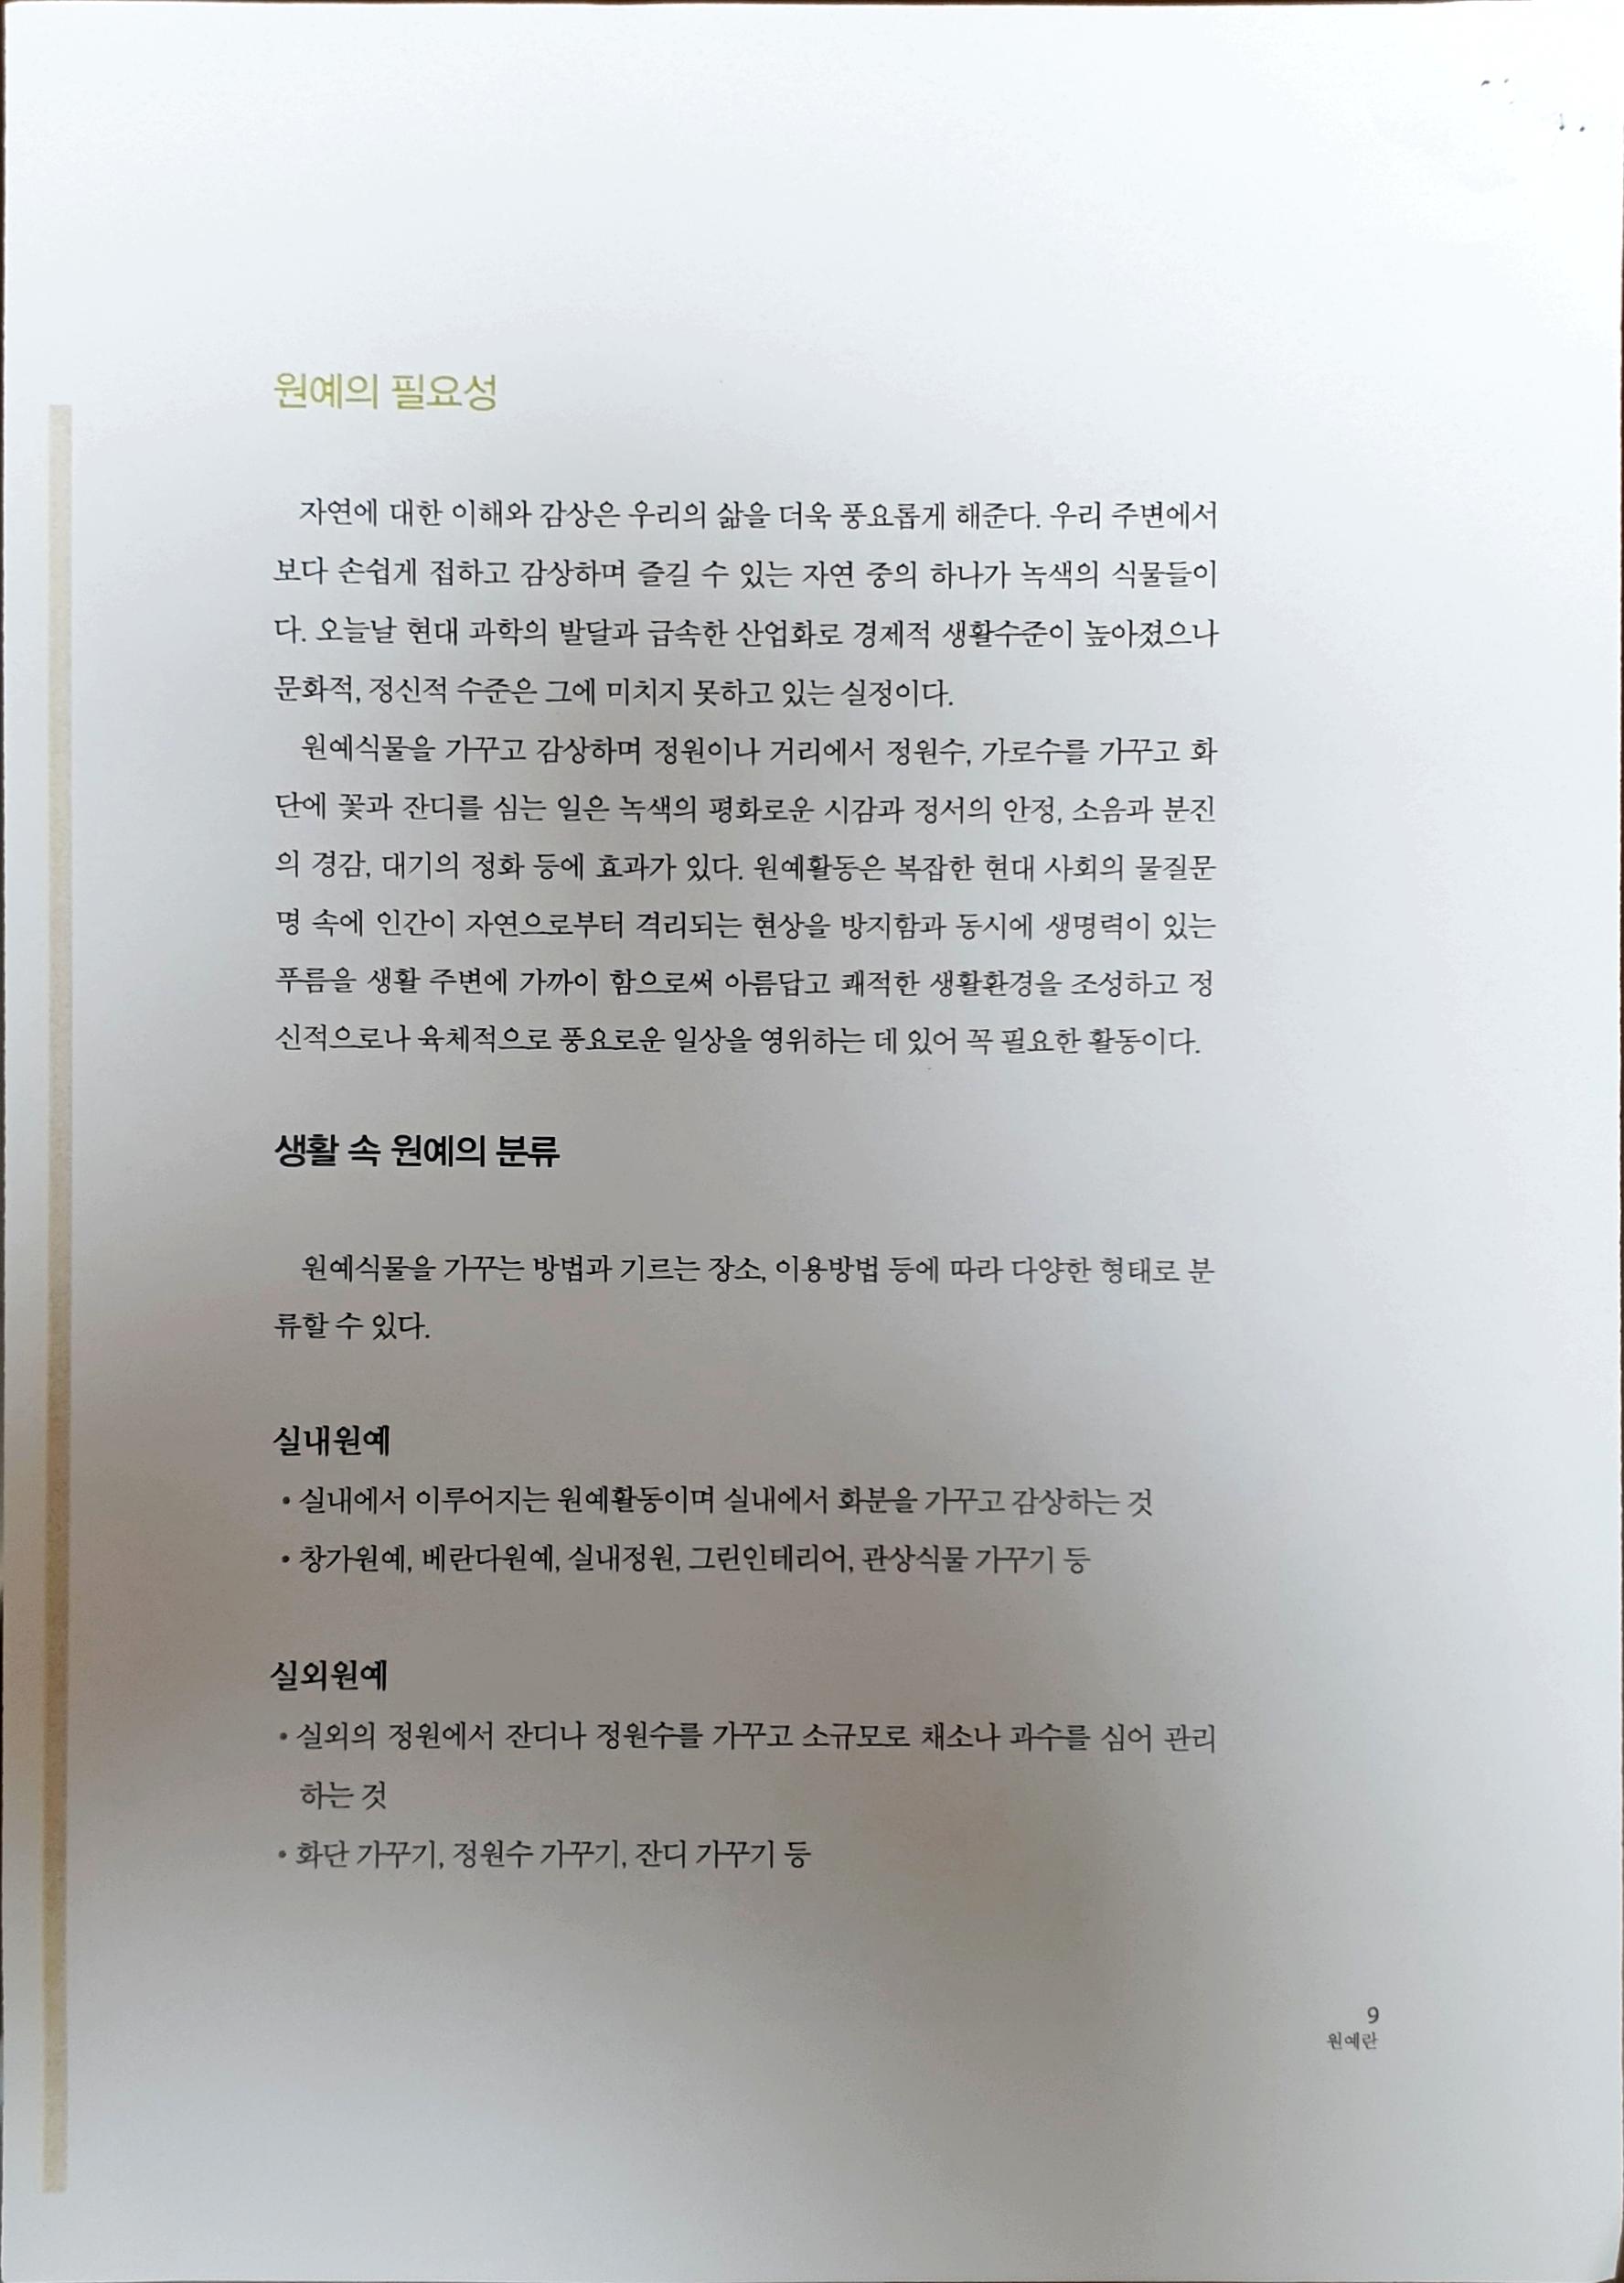 원예의 필요성
자연에 대한 이해와 감상은 우리의 삶을 더욱 풍요롭게 해준다. 우리 주변에서
보다 손쉽게 접하고 감상하며 즐길 수 있는 자연 중의 하나가 녹색의 식물들이
다. 오늘날 현대 과학의 발달과 급속한 산업화로 경제적 생활수준이 높아졌으나
문화적, 정신적 수준은 그에 미치지 못하고 있는 실정이다.
원예식물을 가꾸고 감상하며 정원이나 거리에서 정원수, 가로수를 가꾸고 화
단에 꽃과 잔디를 심는 일은 녹색의 평화로운 시감과 정서의 안정, 소음과 분진
의 경감, 대기의 정화 등에 효과가 있다. 원예활동은 복잡한 현대 사회의 물질문
명 속에 인간이 자연으로부터 격리되는 현상을 방지함과 동시에 생명력이 있는
푸름을 생활 주변에 가까이 함으로써 아름답고 쾌적한 생활환경을 조성하고 정
신적으로나 육체적으로 풍요로운 일상을 영위하는 데 있어 꼭 필요한 활동이다.
생활 속 원예의 분류
원예식물을 가꾸는 방법과 기르는 장소, 이용방법 등에 따라 다양한 형태로 분
류할 수 있다.
실내원예
• 실내에서 이루어지는 원예활동이며 실내에서 화분을 가꾸고 감상하는 것
• 창가원예, 베란다원예, 실내정원, 그린인테리어, 관상식물 가꾸기 등
실외원예
• 실외의 정원에서 잔디나 정원수를 가꾸고 소규모로 채소나 과수를 심어 관리
하는 것
• 화단 가꾸기, 정원수 가꾸기, 잔디 가꾸기 등
9
원예란